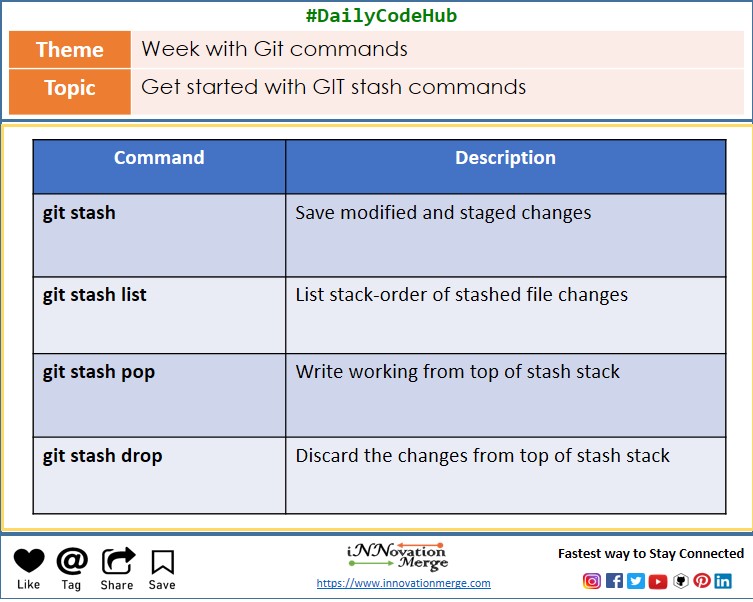 #DailyCodeHub
Theme Week with Git commands
Topic Get started with GIT stash commands
Command Description
git stash Save modified and staged changes
git stash list List stack-order of stashed file changes
git stash pop Write working from top of stash stack
git stash drop Discard the changes from top of stash stack
Like Tag Share Save
iNNovation
Merge
https://www.innovationmerge.com
Fastest way to Stay Connected